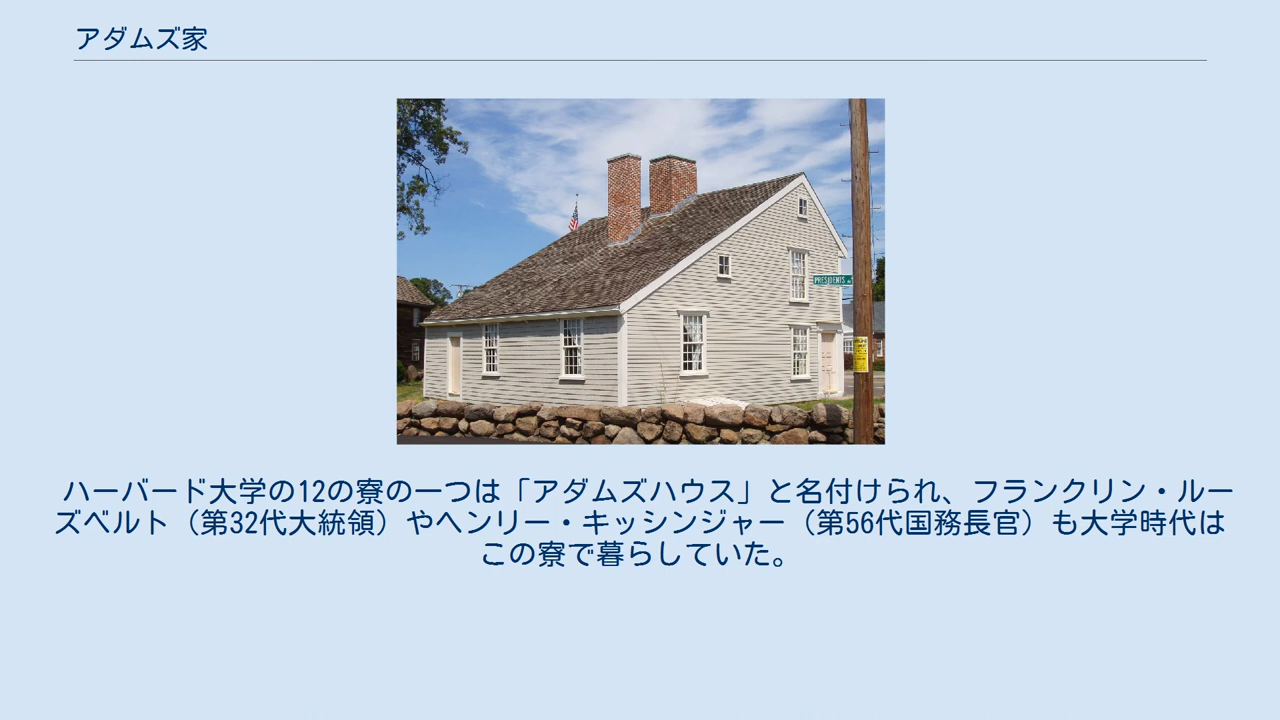 アダムズ家
PRESIDENTS
ハーバード大学の12の寮の一つは「アダムズハウス」と名付けられ、フランクリン・ルー
ズベルト（第32代大統領）やヘンリー・キッシンジャー（第56代国務長官）も大学時代は
この寮で暮らしていた。